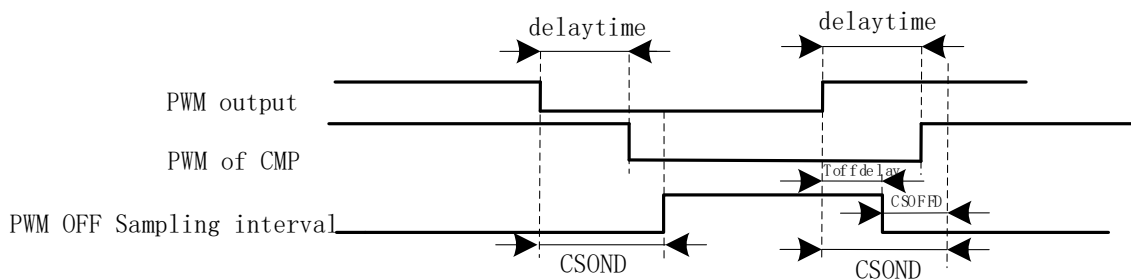 delaytime
delaytime
PWM output
PWM of CMP
Toffdelay
CSOFFD
PWM OFF Sampling interval
CSOND
CSOND